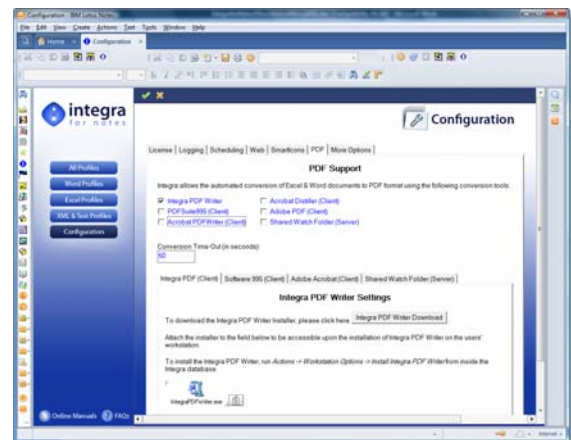 Configuration - IBM Lotus Notes
File Edit View Create Actions Text Tools Window Help
Home Configuration
integra
for notes
Configuration
License | Logging | Scheduling | Web | Smarticons | PDF | More Options |
All Profiles
Word Profiles
Excel Profiles
XML & Text Profiles
Configuration
PDF Support
Integra allows the automated conversion of Excel & Word documents to PDF format using the following conversion tools
Integra PDF Writer Acrobat Distiller (Client)
PDFSuite995 (Client) Adobe PDF (Client)
Acrobat PDFWriter (Client) Shared Watch Folder (Server)
Conversion Time-Out (in seconds)
60
Integra PDF (Client) | Software 995 (Client) | Adobe Acrobat (Client) | Shared Watch Folder (Server) |
Integra PDF Writer Settings
To download the Integra PDF Writer Installer, please click here Integra PDF Writer Download
Attach the installer to the field below to be accessible upon the installation of Integra PDF Writer on the users'
workstation.
To install the Integra PDF Writer, run Actions -> Workstation Options -> Install Integra PDF Writer from inside the
Integra database.
IntegraPDFWriter.exe
Online Manuals FAQs